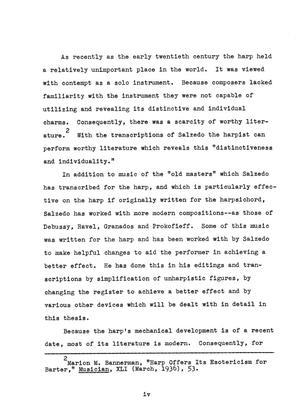 As recently as the early twentieth century the harp held
a relatively unimportant place in the world. It was viewed
with contempt as a solo instrument. Because composers lacked
familiarity with the instrument they were not capable of
utilizing and revealing its distinctive and individual
charms. Consequently, there was a scarcity of worthy liter-
ature.2 With the transcriptions of Salzedo the harpist can
perform worthy literature which reveals this "distinctiveness
and individuality."
In addition to music of the "old masters" which Salzedo
has transcribed for the harp, and which is particularly effec-
tive on the harp if originally written for the harpsichord,
Salzedo has worked with more modern compositions--as those of
Debussy, Ravel, Granados and Prokofieff. Some of this music
was written for the harp and has been worked with by Salzedo
to make helpful changes to aid the performer in achieving a
better effect. He has done this in his editings and tran-
scriptions by simplification of unharpistic figures, by
changing the register to achieve a better effect and by
various other devices which will be dealt with in detail in
this thesis.
Because the harp's mechanical development is of a recent
date, most of its literature is modern. Consequently, for
2Marion M. Bannerman, "Harp Offers Its Esotericism for
Barter," Musician, XLI (March, 1936), 53.
iv